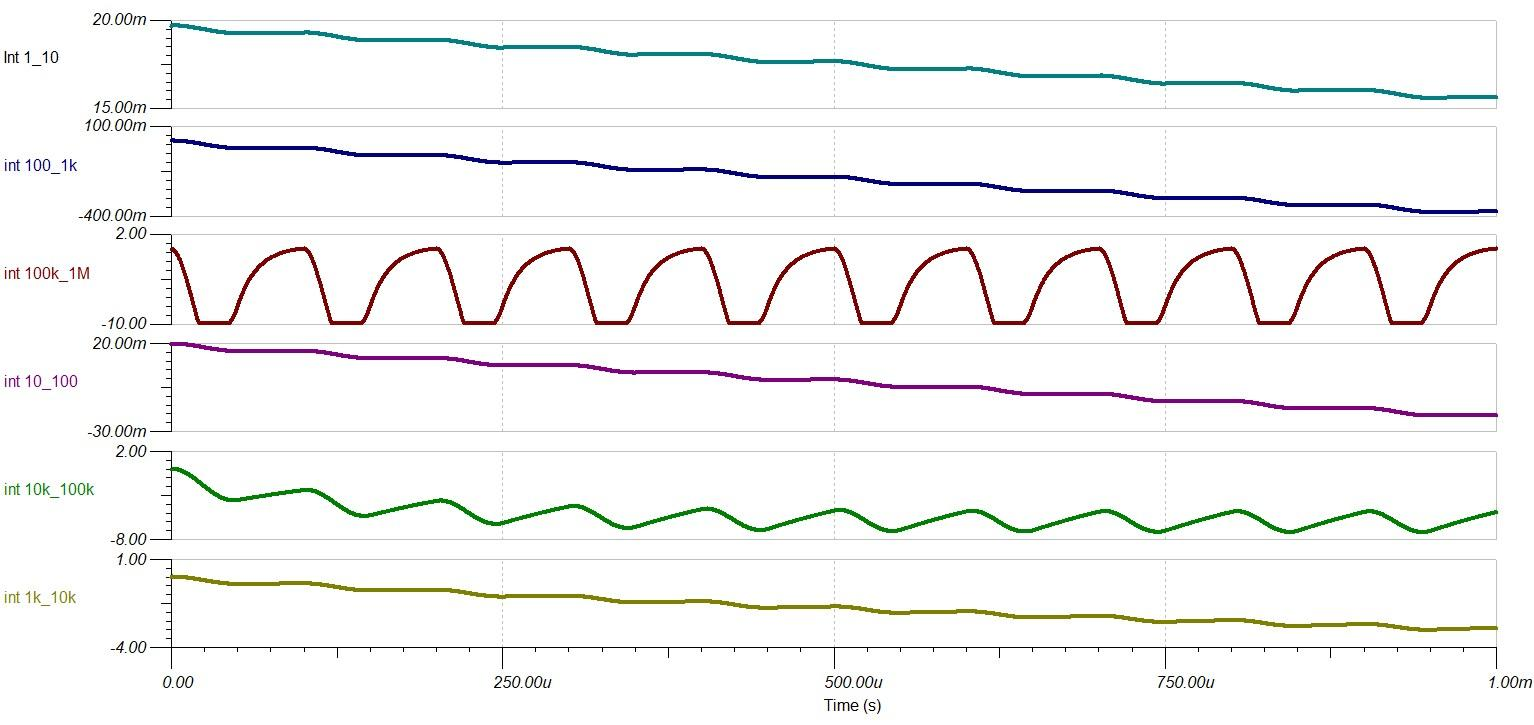 20.00m
Int 1_10
15.00m
100.00m
int 100_1k
-400.00m
2.00
int 100k_1M
-10.00
20.00m
int 10_100
-30.00m
2.00
int 10k_100k
-8.00
1.00
int 1k_10k
-4.00
0.00 250.00u 500.00u 750.00u 1.00m
Time (s)